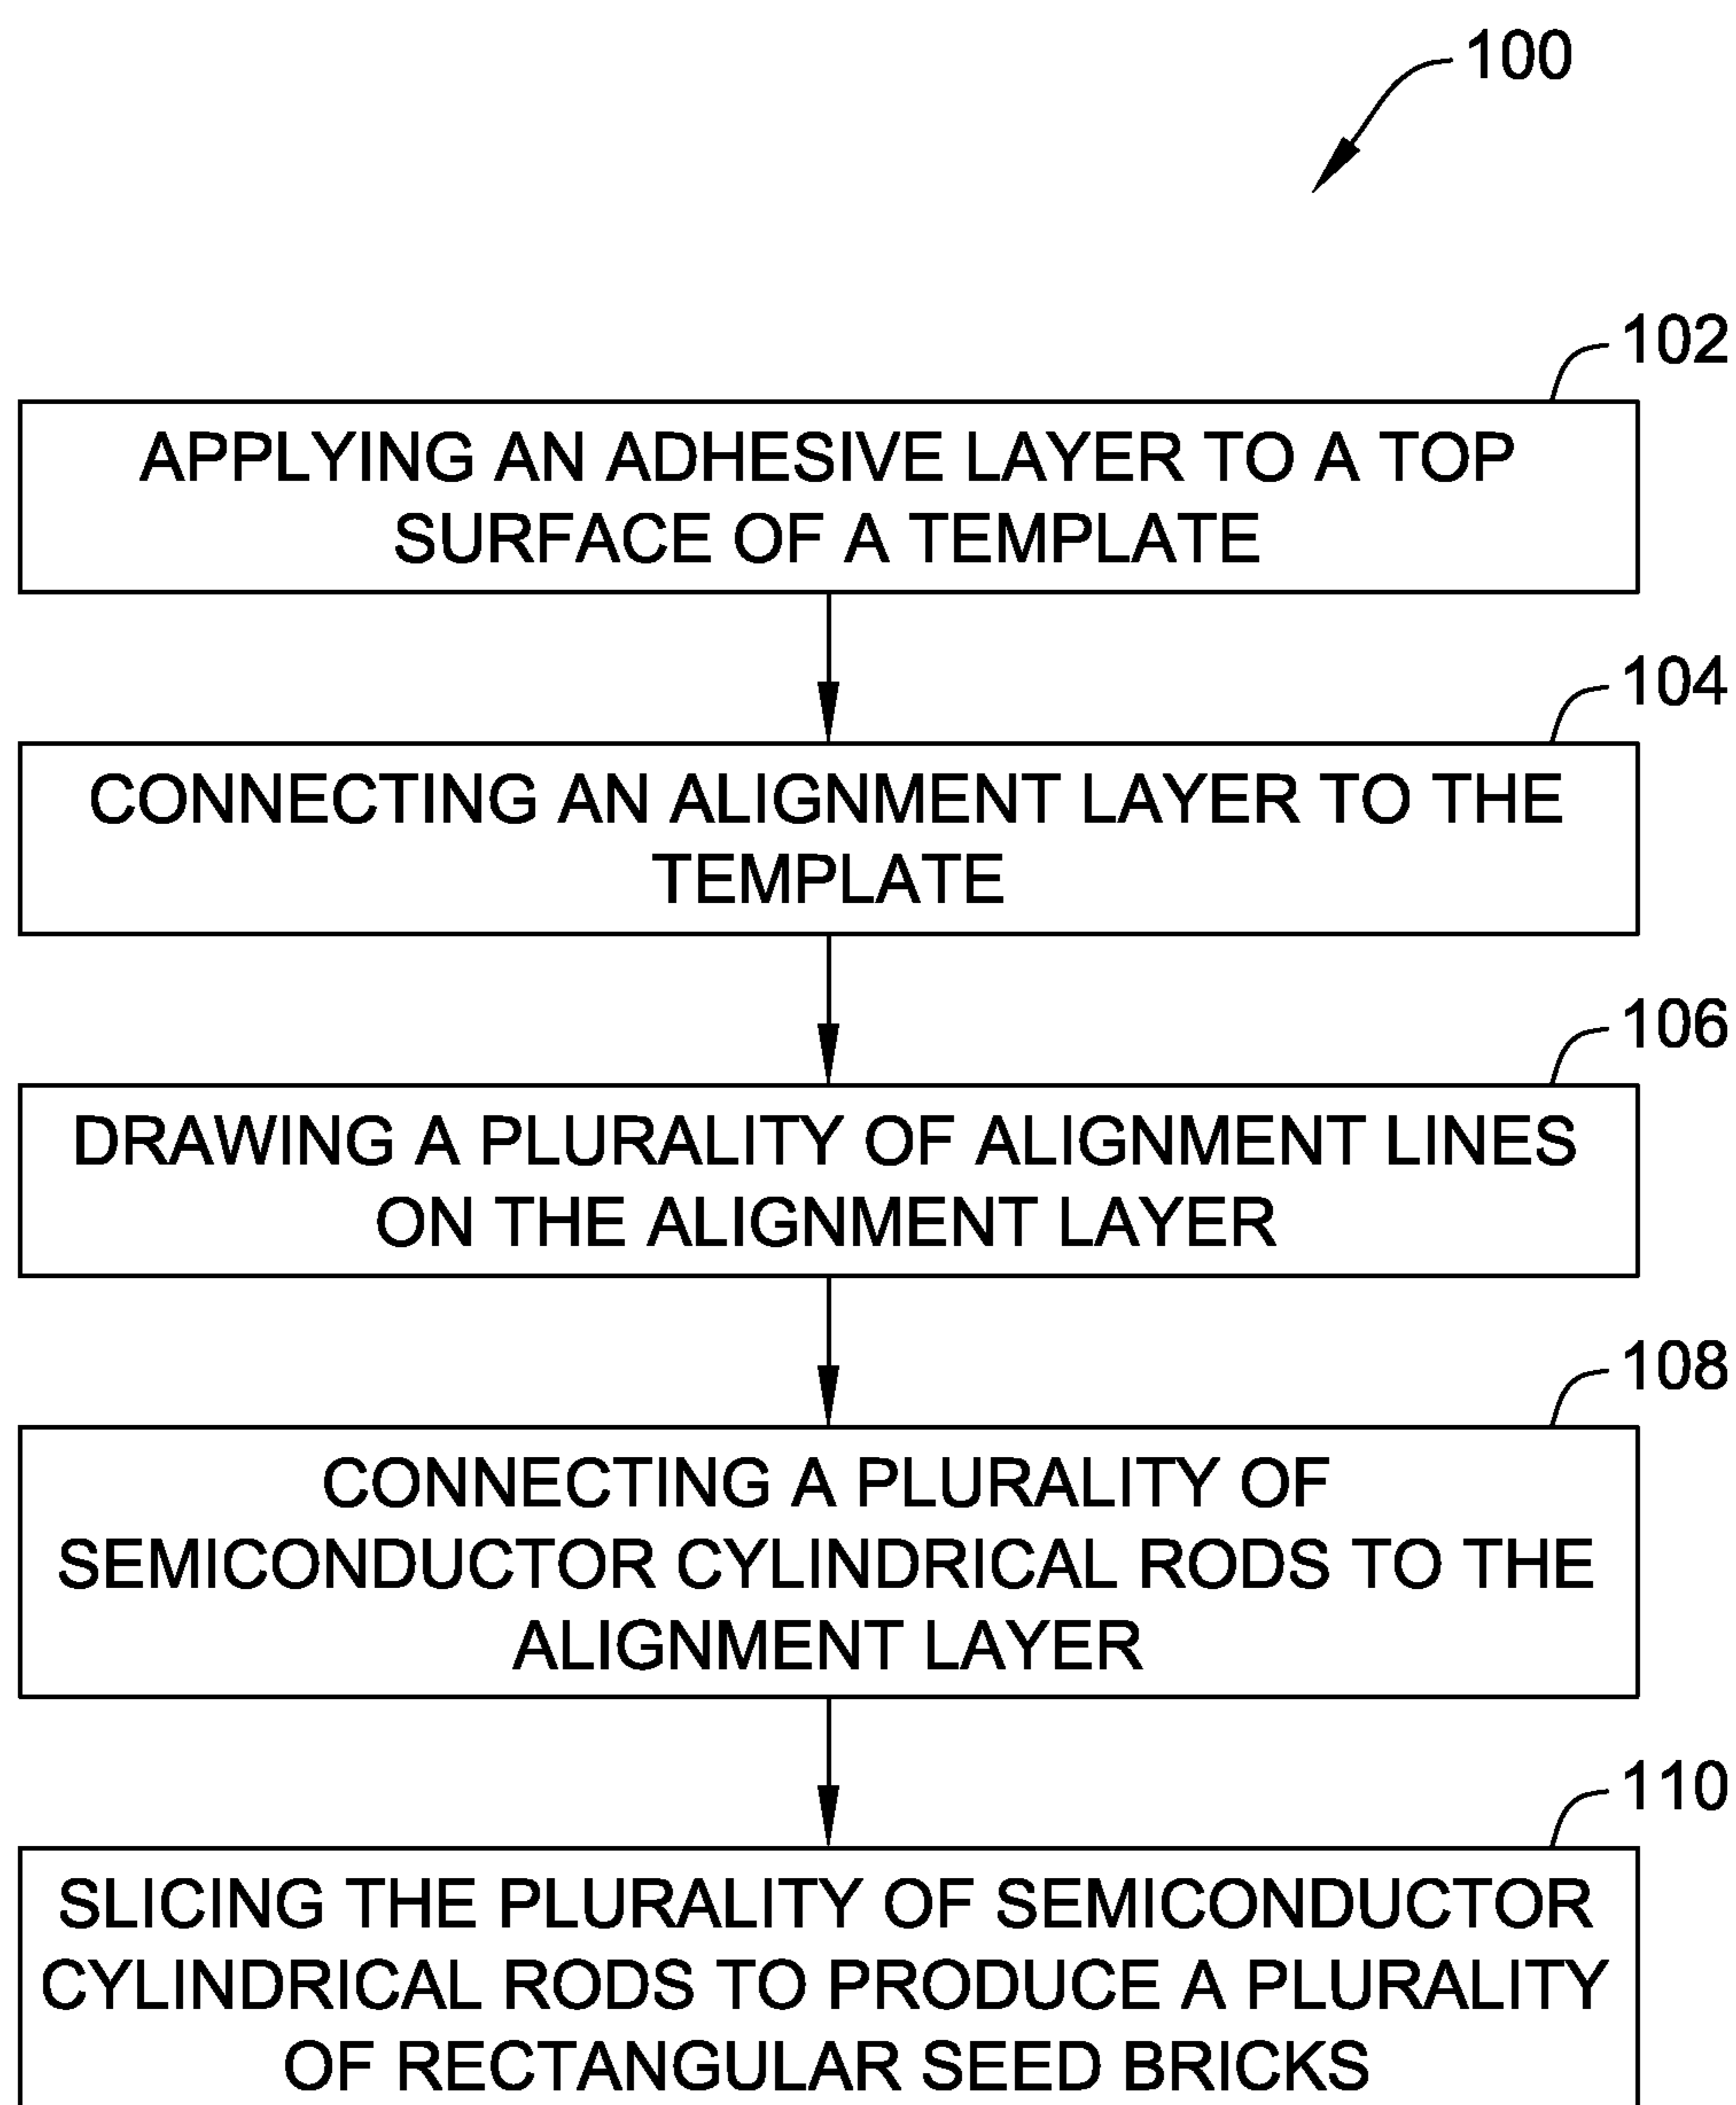 100
102
APPLYING AN ADHESIVE LAYER TO A TOP
SURFACE OF A TEMPLATE
104
CONNECTING AN ALIGNMENT LAYER TO THE
TEMPLATE
106
DRAWING A PLURALITY OF ALIGNMENT LINES
ON THE ALIGNMENT LAYER
108
CONNECTING A PLURALITY OF
SEMICONDUCTOR CYLINDRICAL RODS TO THE
ALIGNMENT LAYER
110
SLICING THE PLURALITY OF SEMICONDUCTOR
CYLINDRICAL RODS TO PRODUCE A PLURALITY
OF RECTANGULAR SEED BRICKS